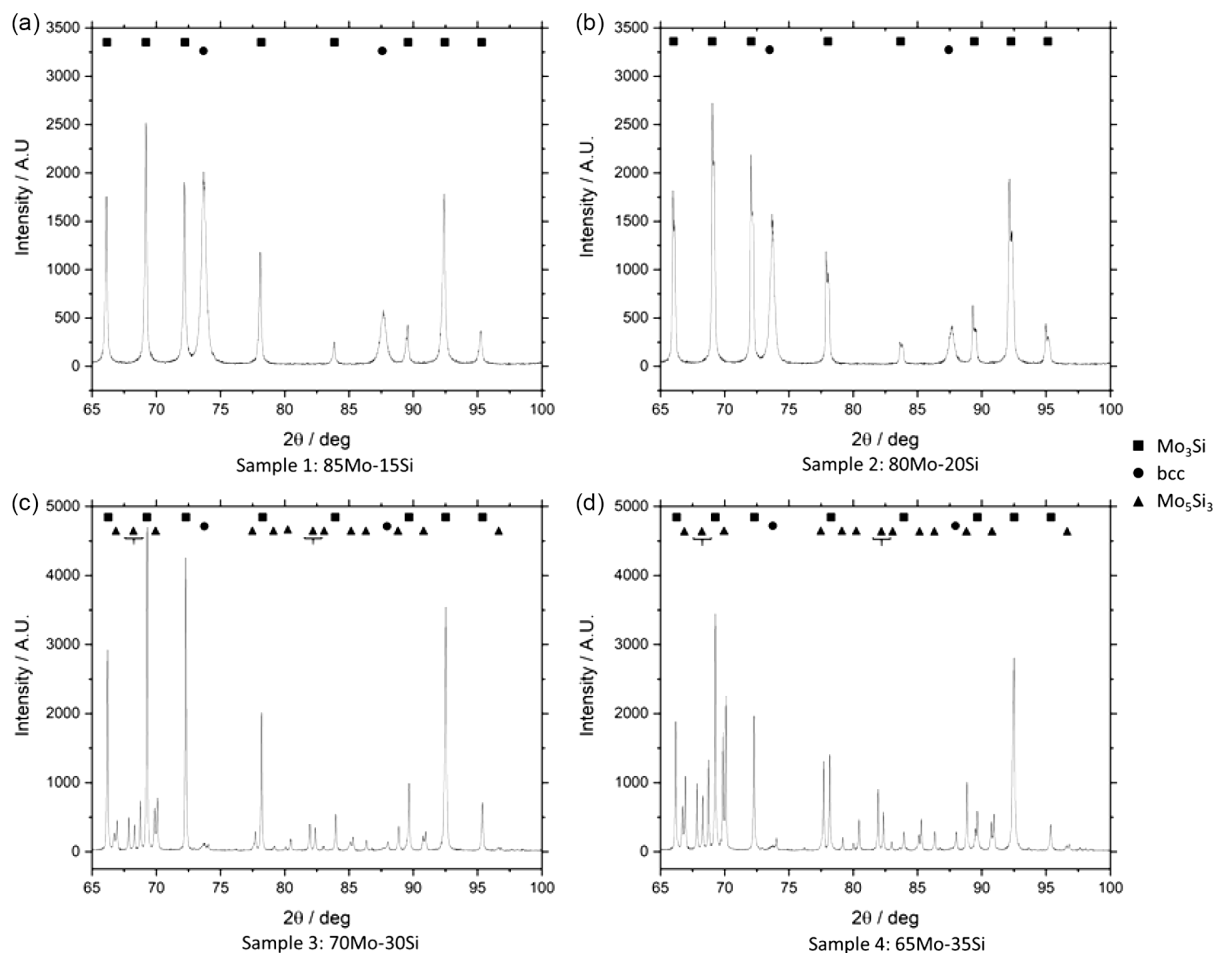 (a)
3500
3000
2500
2000
1500
1000
500
0
Intensity / A.U
65 70 75 80 85 90 95 100
2θ / deg
Sample 1: 85Mo-15Si
(b)
3500
3000
2500
2000
1500
1000
500
0
Intensity / A.U.
65 70 75 80 85 90 95 100
2θ / deg
Sample 2: 80Mo-20Si
Mo₃Si
bcc
Mo₅Si₃
(c)
5000
4000
3000
2000
1000
0
Intensity / A.U.
65 70 75 80 85 90 95 100
2θ / deg
Sample 3: 70Mo-30Si
(d)
5000
4000
3000
2000
1000
0
Intensity / A.U.
65 70 75 80 85 90 95 100
2θ / deg
Sample 4: 65Mo-35Si